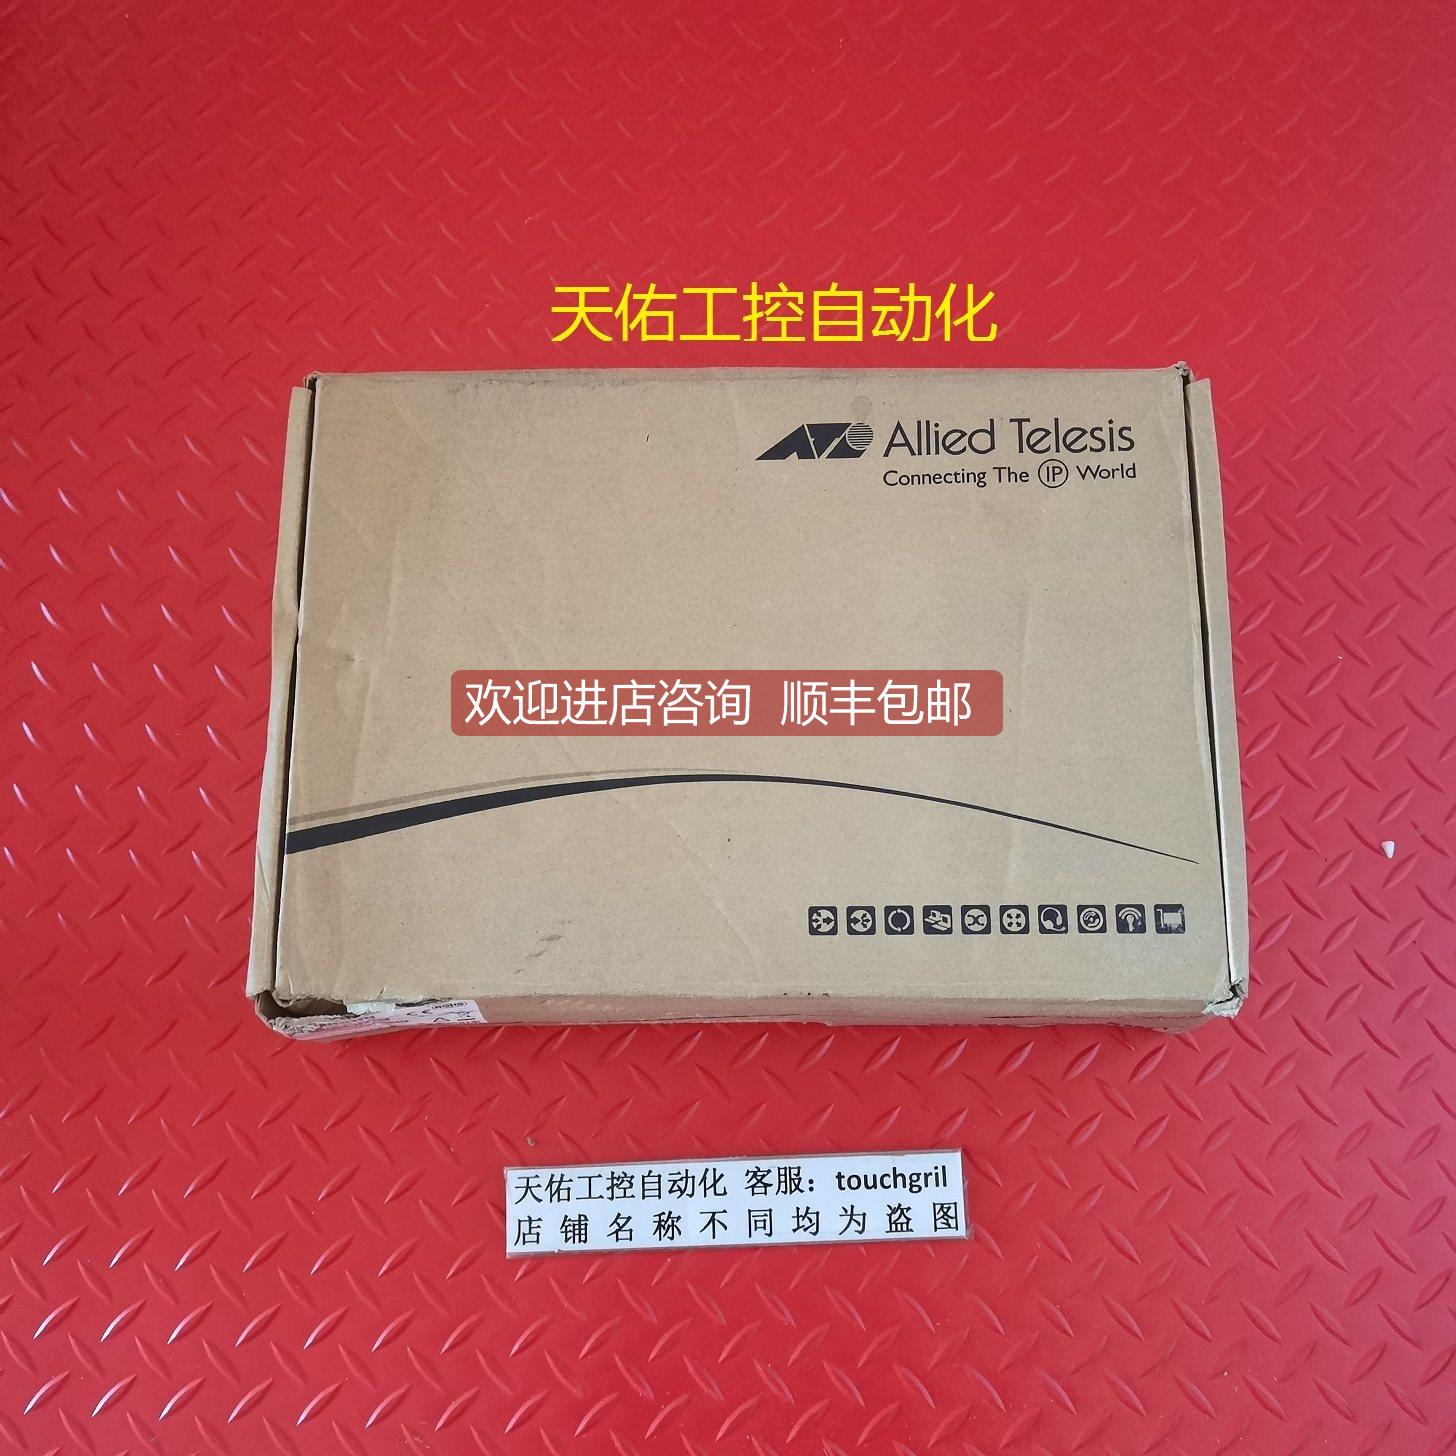 天佑工控自动化
Allied Telesis
Connecting The IP World
欢迎进店咨询 顺丰包邮
天佑工控自动化 客服：touchgril
店铺名称不同均为盗图